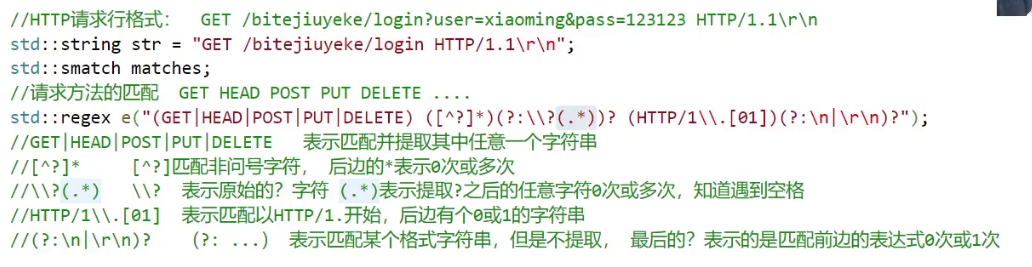 //HTTP请求行格式： GET /bitejiuyeke/login?user=xiaoming&pass=123123 HTTP/1.1\r\n
std::string str = "GET /bitejiuyeke/login HTTP/1.1\r\n";
std::smatch matches;
//请求方法的匹配 GET HEAD POST PUT DELETE ....
std::regex e("(GET|HEAD|POST|PUT|DELETE) ([^?]*)(?:\\?(.*))? (HTTP/1\\.[01])(?:\n|\r\n)?");
//GET|HEAD|POST|PUT|DELETE 表示匹配并提取其中任意一个字符串
//[^?]* [^?]匹配非问号字符， 后边的*表示0次或多次
//\\?(.*) \\? 表示原始的？字符 (.*)表示提取?之后的任意字符0次或多次，知道遇到空格
//HTTP/1\\.[01] 表示匹配以HTTP/1.开始，后边有个0或1的字符串
//(?:\n|\r\n)? （?: ...） 表示匹配某个格式字符串，但是不提取， 最后的？表示的是匹配前边的表达式0次或1次